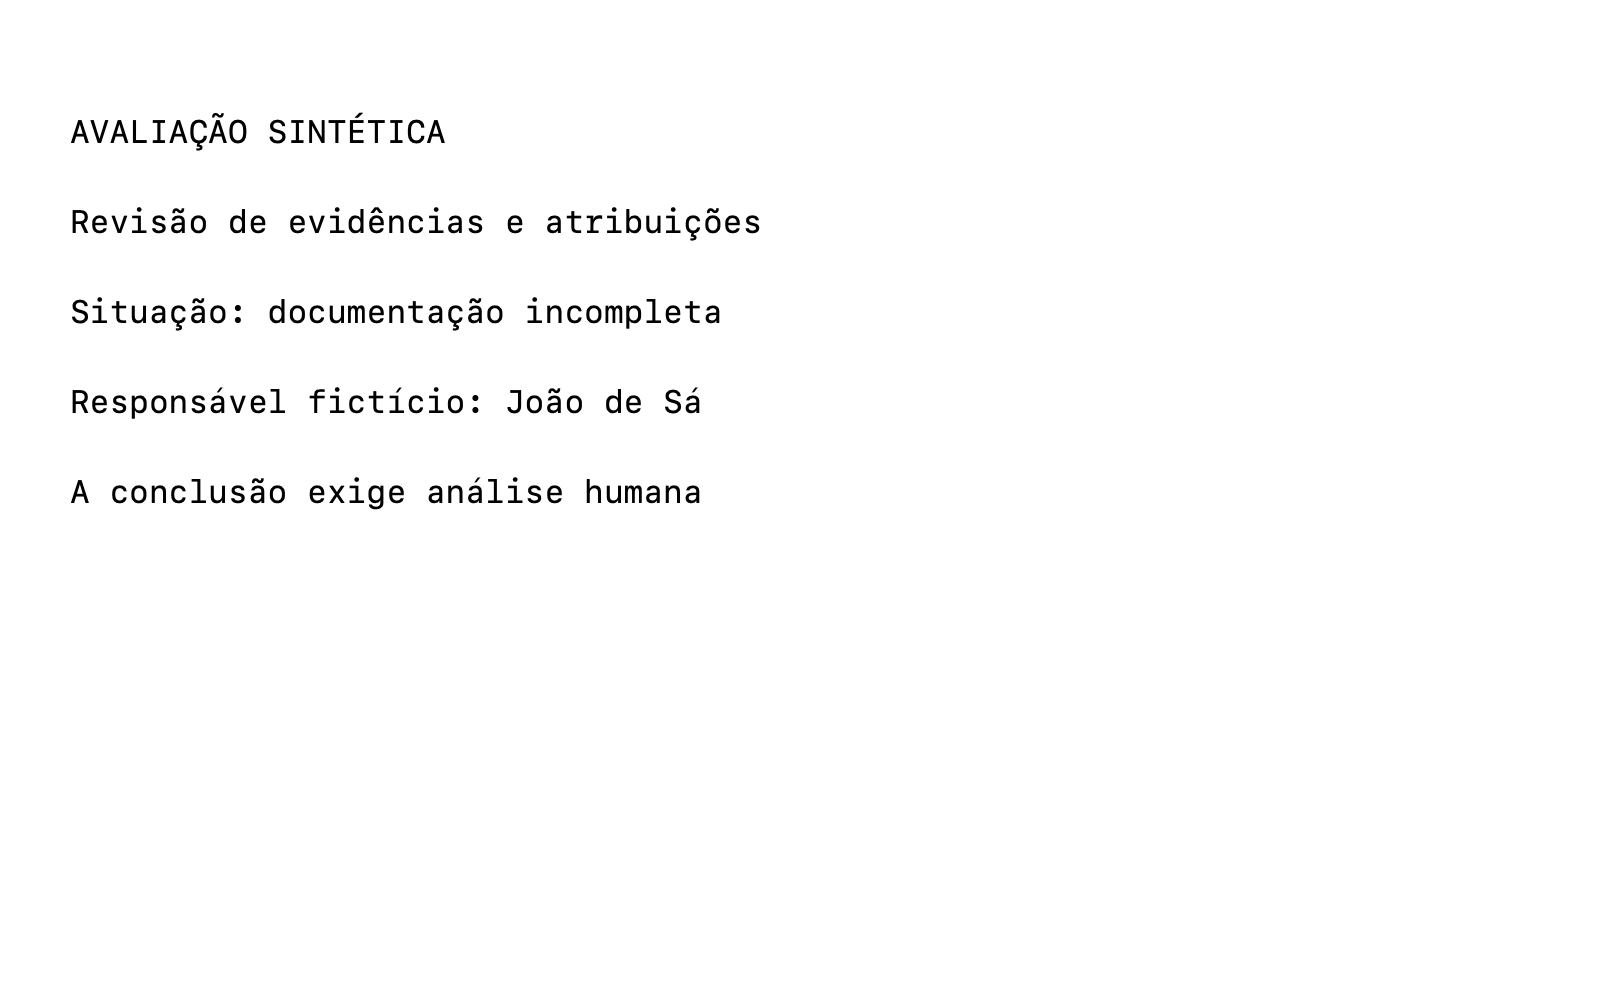 AVALIAÇÃO SINTÉTICA
Revisão de evidências e atribuições
Situação: documentação incompleta
Responsável fictício: João de Sá
A conclusão exige análise humana